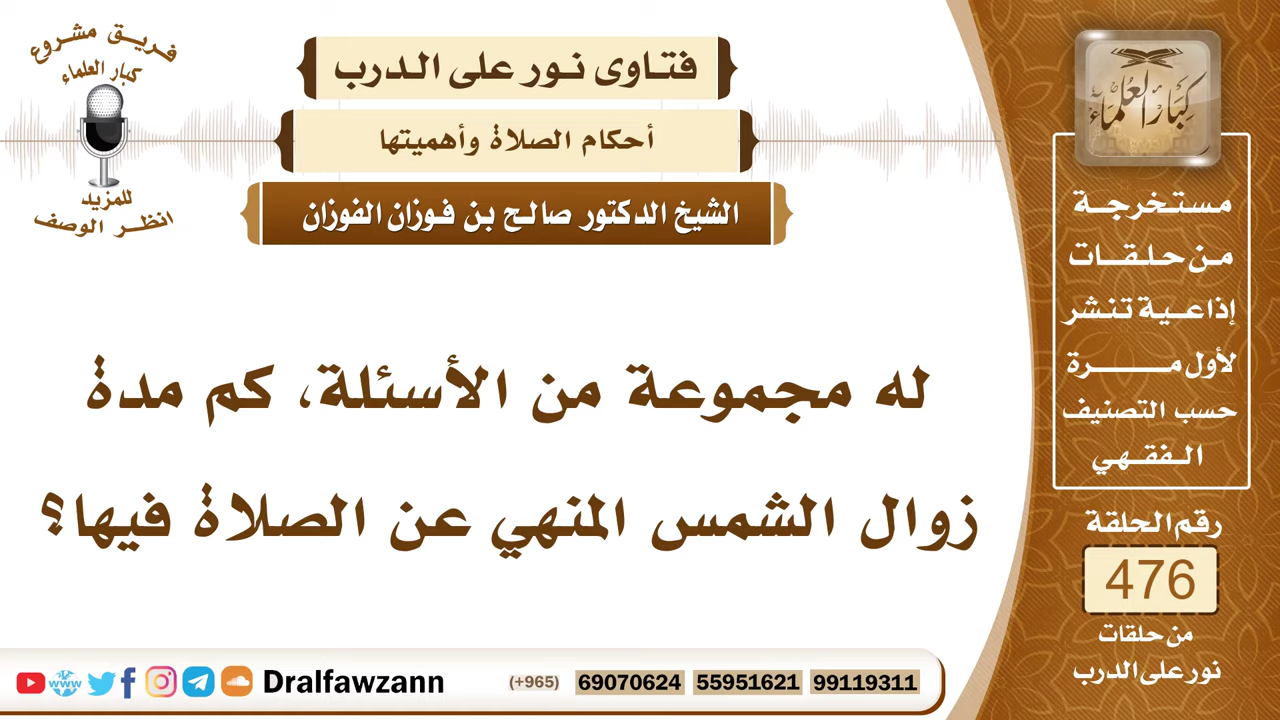 فريق مشروع
كبار العلماء
للمزيد
انظر الوصف
فتاوى نور على الدرب
أحكام الصلاة وأهميتها
الشيخ الدكتور صالح بن فوزان الفوزان
له مجموعة من الأسئلة، كم مدة
زوال الشمس المنهي عن الصلاة فيها؟
كبار العلماء
مستخرجة
من حلقات
إذاعية تنشر
لأول مرة
حسب التصنيف
الفقهي
رقم الحلقة
476
من حلقات
نور على الدرب
www
Dralfawzann
(+965) 69070624 55951621 99119311